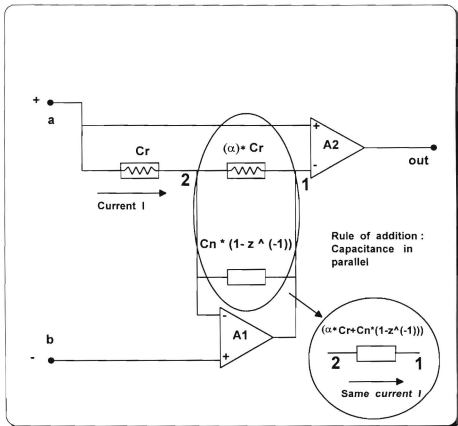 +
a
Cr
(α)* Cr
+
A2
-
out
2
1
Current I
Cn * (1- z ^ (-1))
Rule of addition :
Capacitance in
parallel
-
A1
+
b
-
(α*Cr+Cn*(1-z^(-1)))
2
1
Same current I